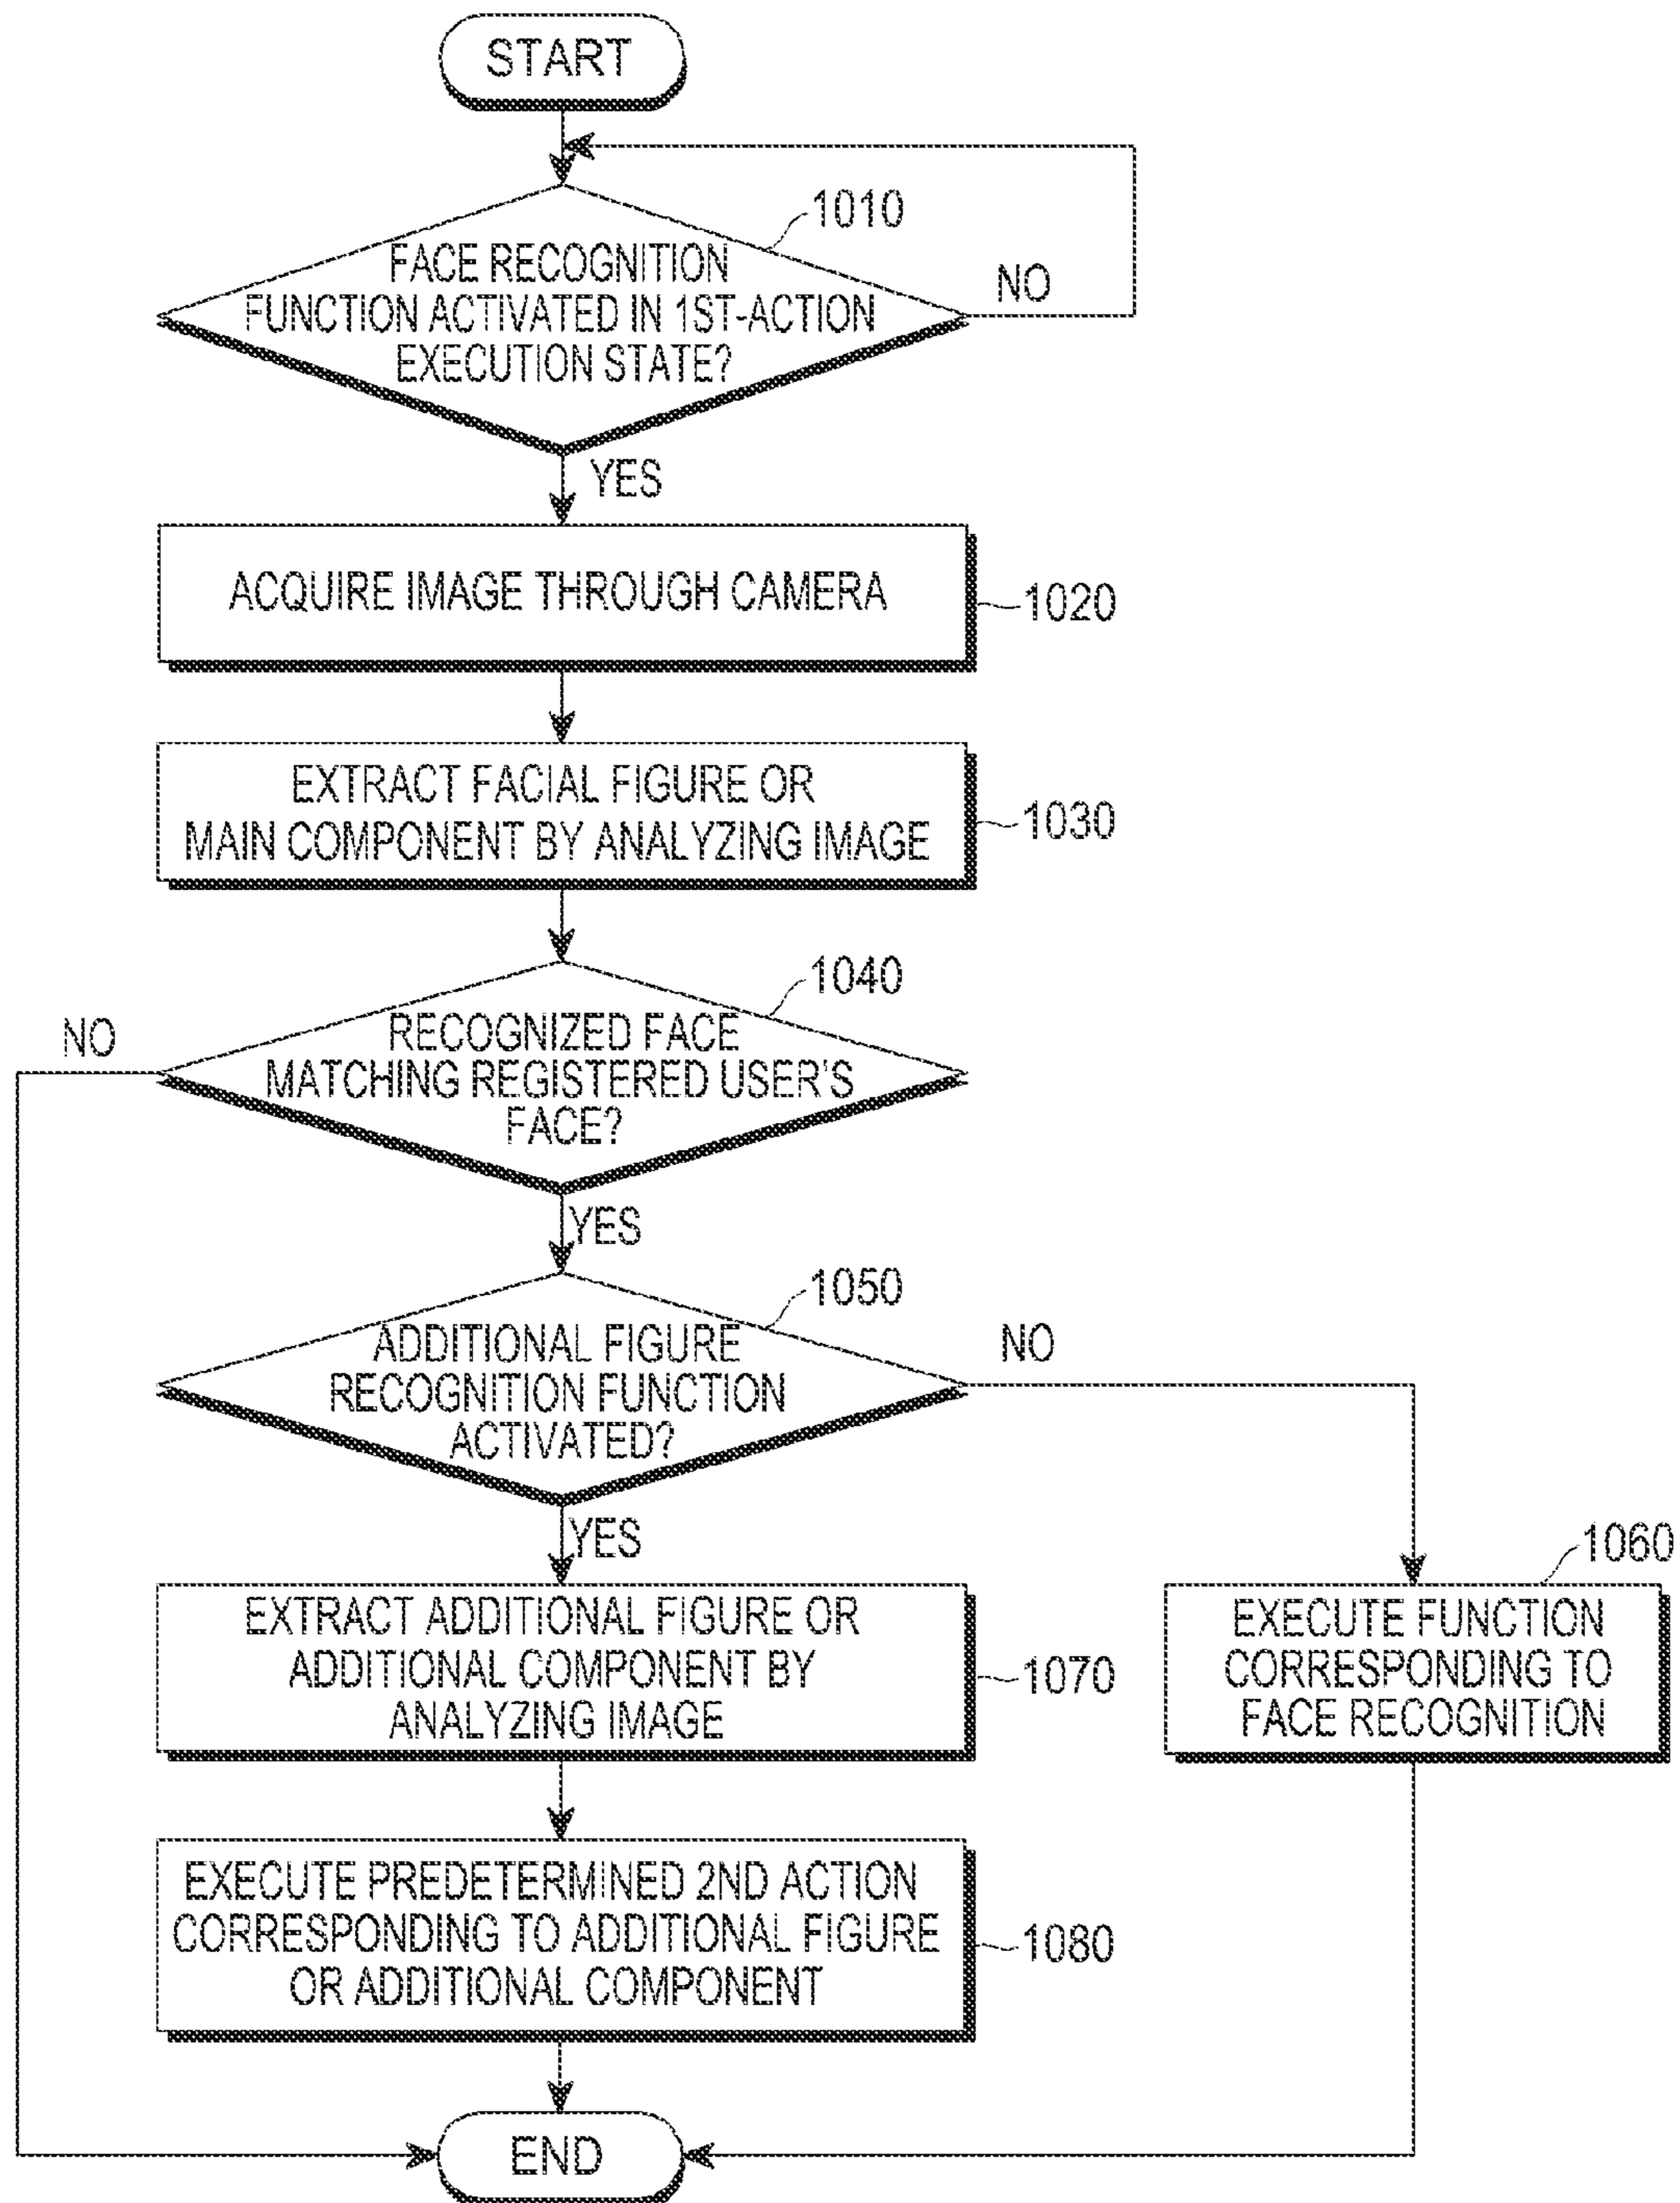 START
1010
FACE RECOGNITION
FUNCTION ACTIVATED IN 1ST-ACTION
EXECUTION STATE?
NO
YES
ACQUIRE IMAGE THROUGH CAMERA
1020
EXTRACT FACIAL FIGURE OR
MAIN COMPONENT BY ANALYZING IMAGE
1030
1040
NO
RECOGNIZED FACE
MATCHING REGISTERED USER'S
FACE?
YES
1050
ADDITIONAL FIGURE
RECOGNITION FUNCTION
ACTIVATED?
NO
YES
1060
EXTRACT ADDITIONAL FIGURE OR
ADDITIONAL COMPONENT BY
ANALYZING IMAGE
1070
EXECUTE FUNCTION
CORRESPONDING TO
FACE RECOGNITION
EXECUTE PREDETERMINED 2ND ACTION
CORRESPONDING TO ADDITIONAL FIGURE
OR ADDITIONAL COMPONENT
1080
END